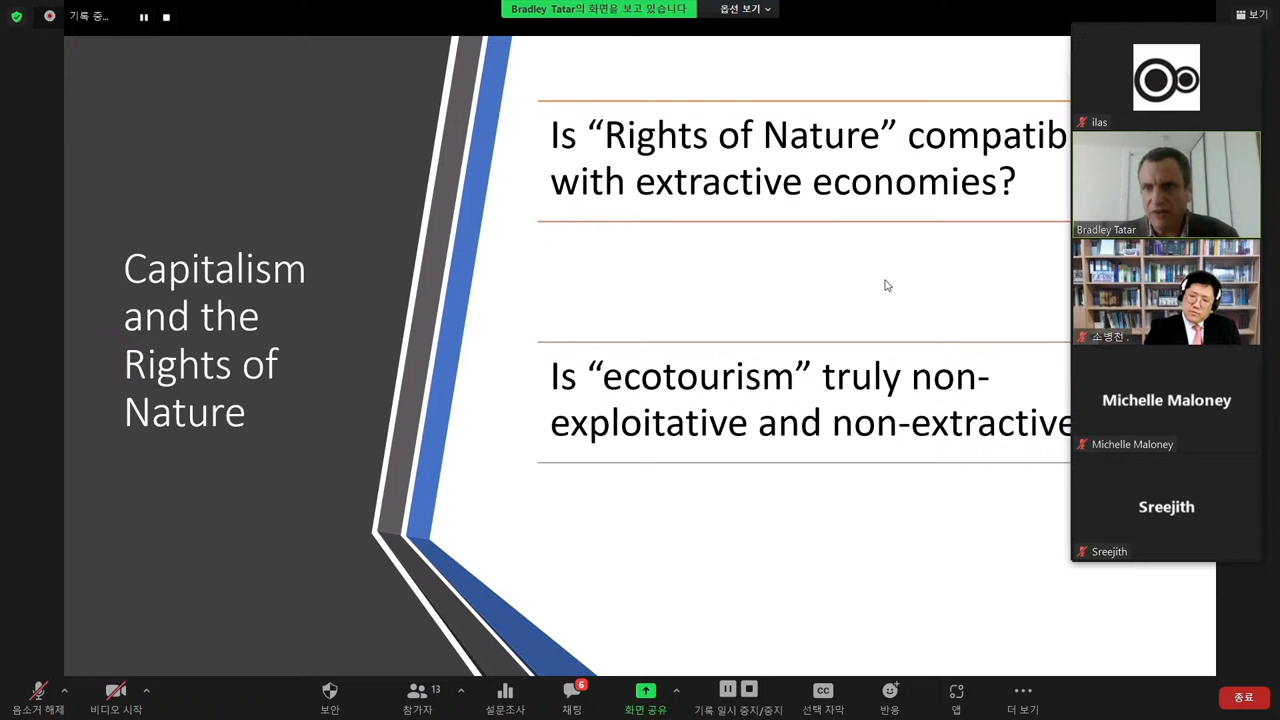 기록 중...
Bradley Tatar의 화면을 보고 있습니다
옵션 보기
보기
Capitalism
and the
Rights of
Nature
Is “Rights of Nature” compatib
with extractive economies?
Is “ecotourism” truly non-
exploitative and non-extractive
ilas
Bradley Tatar
소병천 .
Michelle Maloney
Michelle Maloney
Sreejith
Sreejith
음소거 해제
비디오 시작
보안
13
참가자
설문조사
6
채팅
화면 공유
기록 일시 중지/중지
CC
선택 자막
반응
앱
더 보기
종료